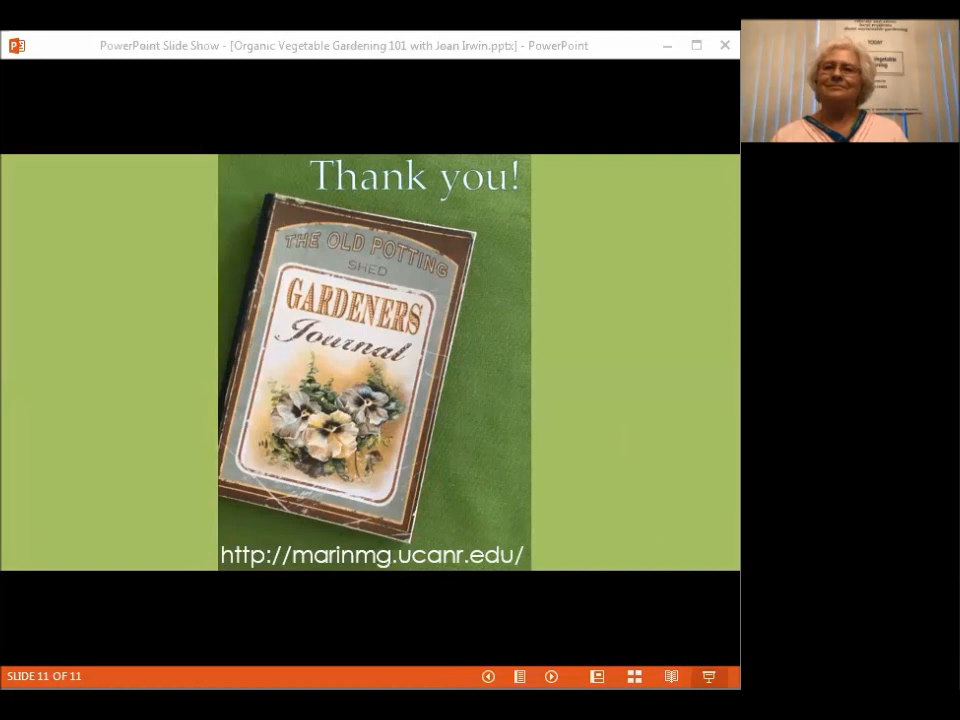 PowerPoint Slide Show - [Organic Vegetable Gardening 101 with Joan Irwin.pptx] - PowerPoint
TODAY
Thank you!
THE OLD POTTING
SHED
GARDENERS
Journal
http://marinmg.ucanr.edu/
SLIDE 11 OF 11